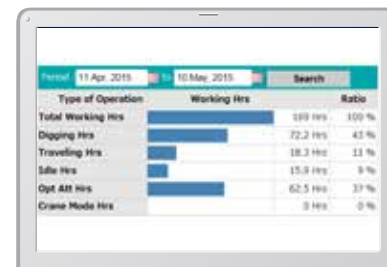 Period 11 Apr. 2015 to 10 May. 2015 Search
Type of Operation Working Hrs Ratio
Total Working Hrs 169 Hrs 100 %
Digging Hrs 72.2 Hrs 43 %
Traveling Hrs 18.3 Hrs 11 %
Idle Hrs 15.9 Hrs 9 %
Opt Att Hrs 62.5 Hrs 37 %
Crane Mode Hrs 0 Hrs 0 %